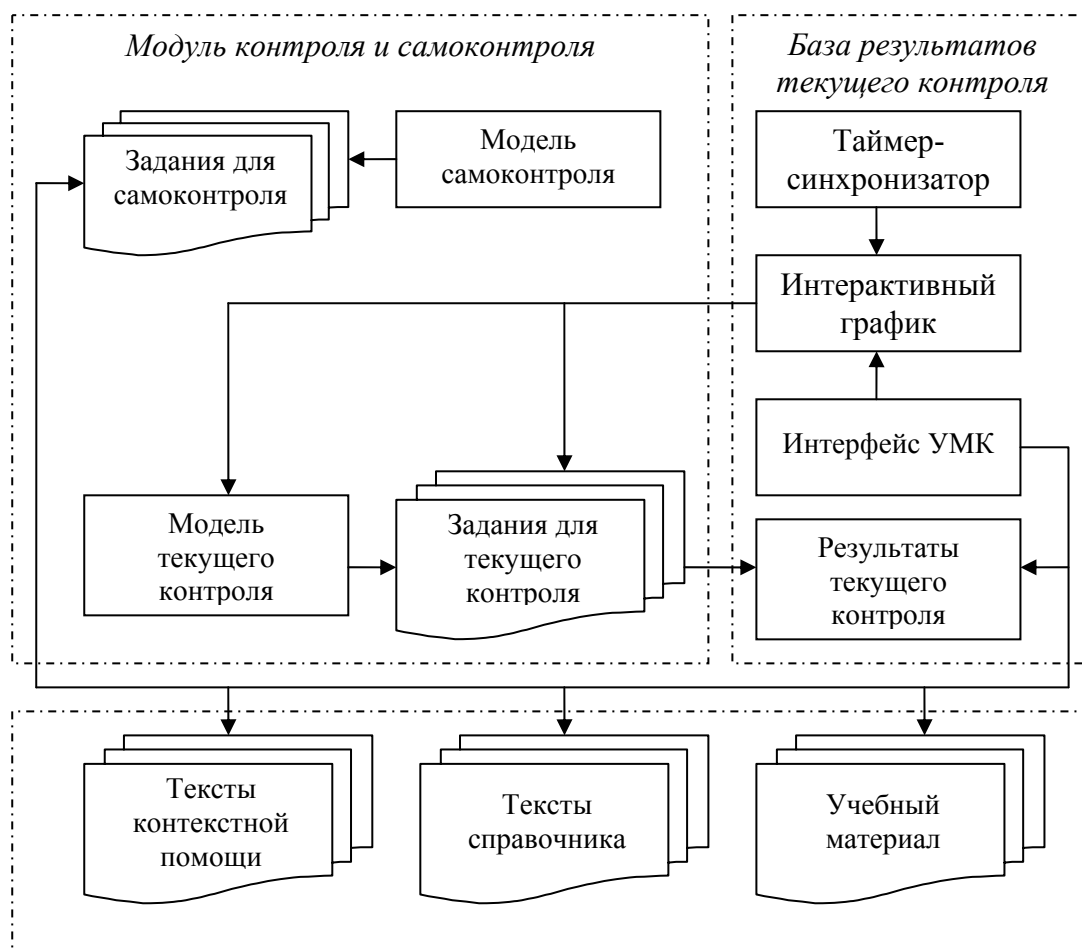 Модуль контроля и самоконтроля
База результатов
текущего контроля
Задания для
самоконтроля
Модель
самоконтроля
Таймер-
синхронизатор
Интерактивный
график
Интерфейс УМК
Модель
текущего
контроля
Задания для
текущего
контроля
Результаты
текущего
контроля
Тексты
контекстной
помощи
Тексты
справочника
Учебный
материал